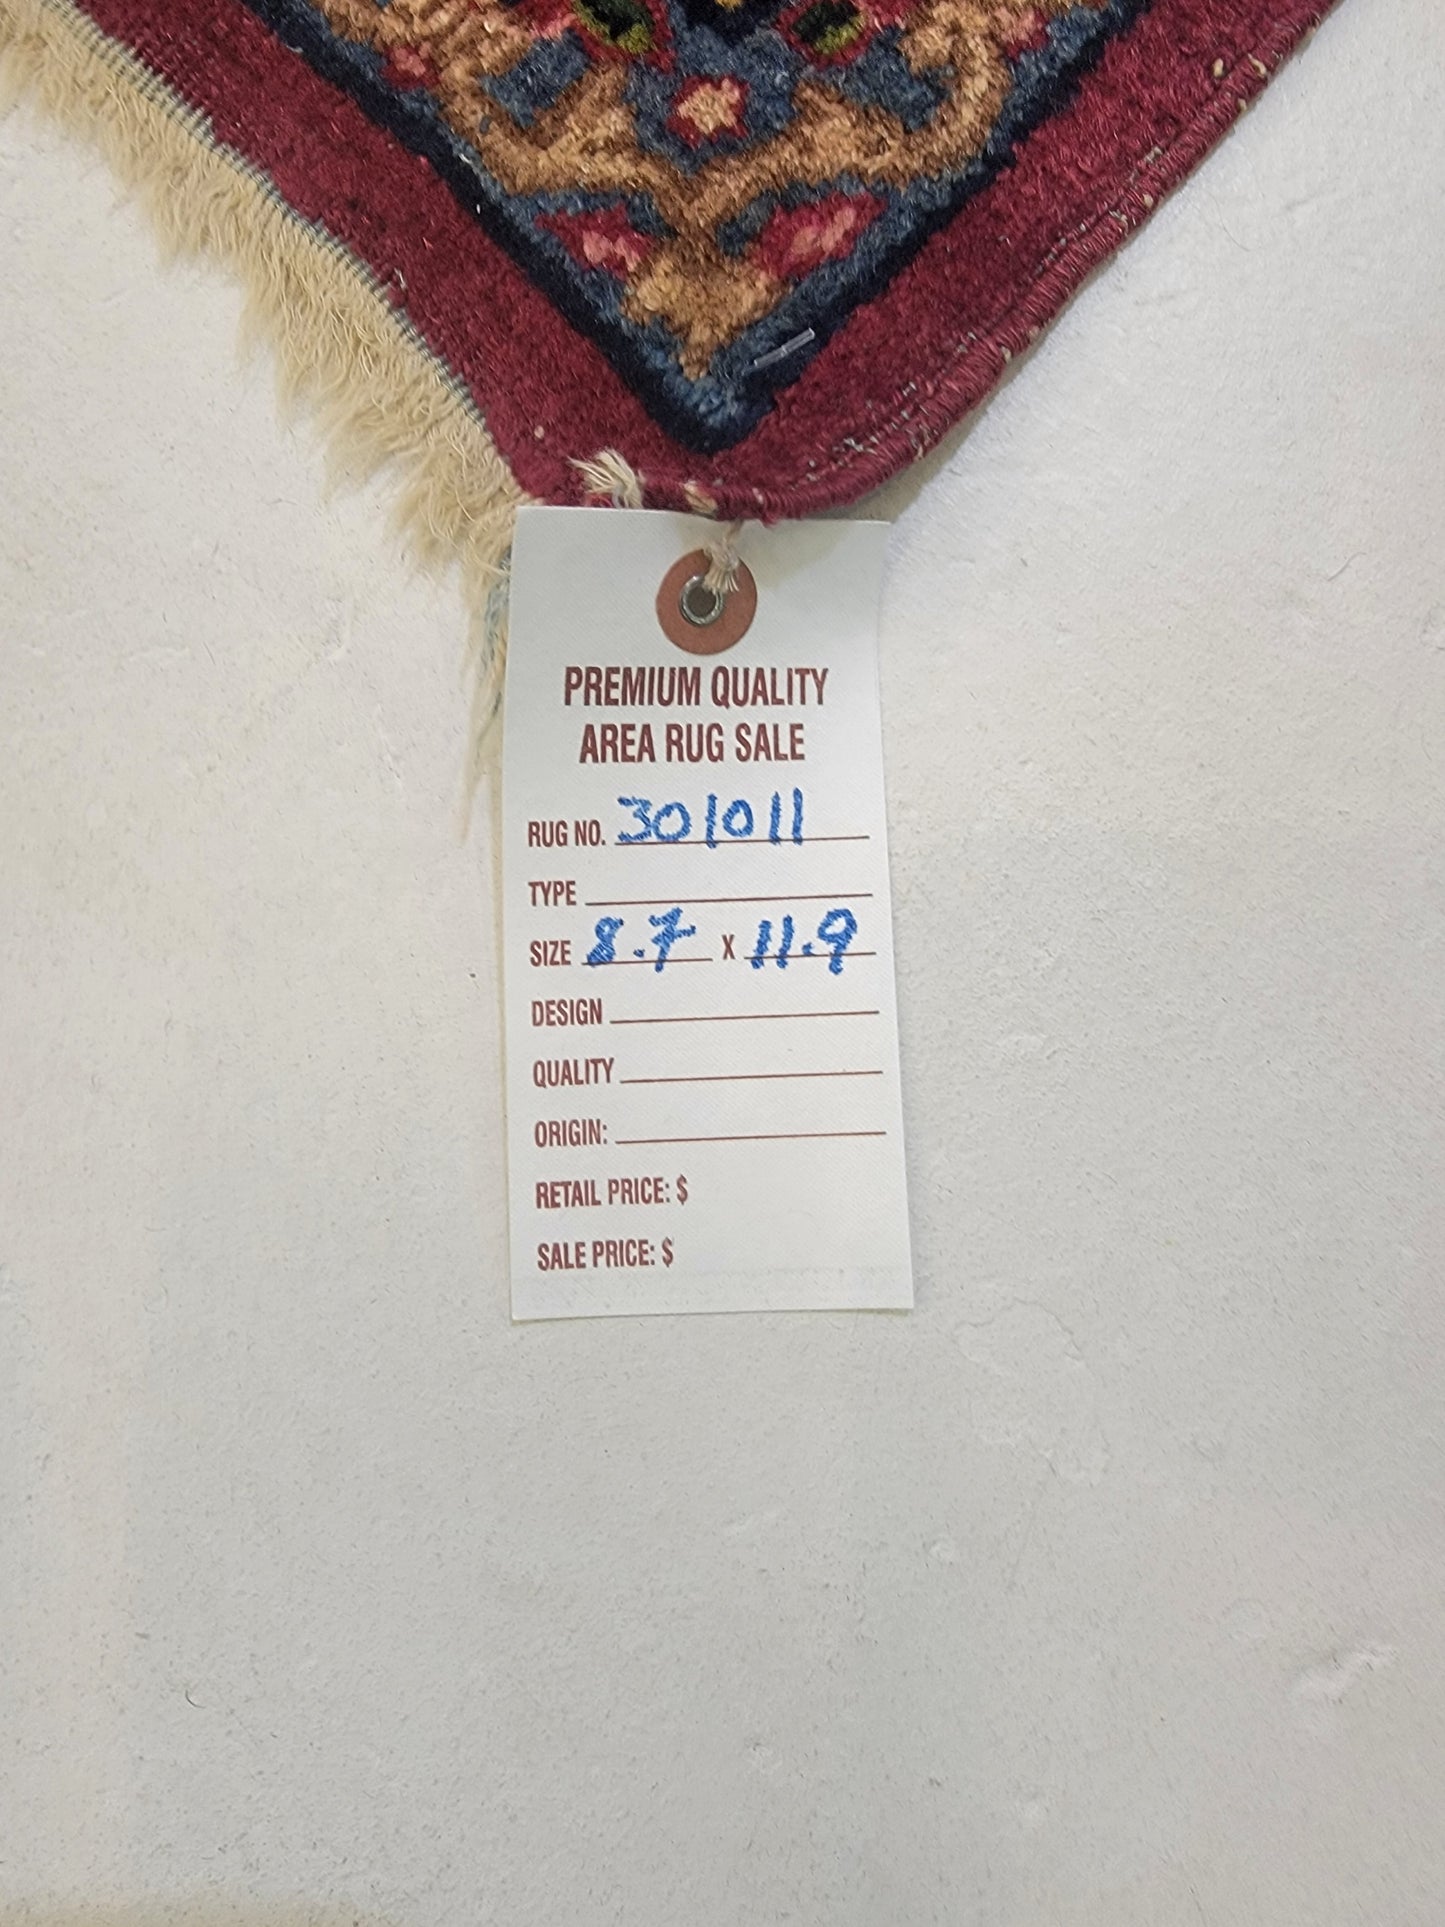 PREMIUM QUALITY
AREA RUG SALE
RUG NO. 301011
TYPE
SIZE 8.7 X 11.9
DESIGN
QUALITY
ORIGIN:
RETAIL PRICE: $
SALE PRICE: $